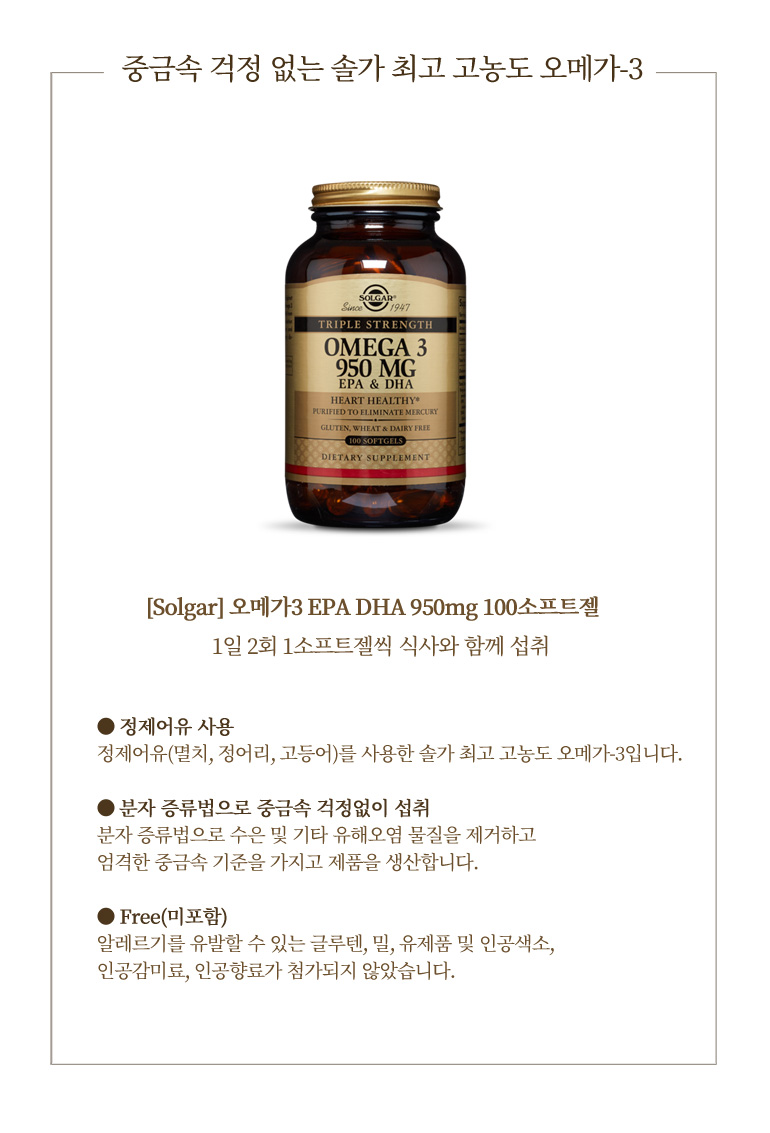 중금속 걱정 없는 솔가 최고 고농도 오메가-3
SOLGAR®
Since 1947
TRIPLE STRENGTH
OMEGA 3
950 MG
EPA & DHA
HEART HEALTHY*
PURIFIED TO ELIMINATE MERCURY
GLUTEN, WHEAT & DAIRY FREE
100 SOFTGELS
DIETARY SUPPLEMENT
[Solgar] 오메가3 EPA DHA 950mg 100소프트젤
1일 2회 1소프트젤씩 식사와 함께 섭취
● 정제어유 사용
정제어유(멸치, 정어리, 고등어)를 사용한 솔가 최고 고농도 오메가-3입니다.
● 분자 증류법으로 중금속 걱정없이 섭취
분자 증류법으로 수은 및 기타 유해오염 물질을 제거하고
엄격한 중금속 기준을 가지고 제품을 생산합니다.
● Free(미포함)
알레르기를 유발할 수 있는 글루텐, 밀, 유제품 및 인공색소,
인공감미료, 인공향료가 첨가되지 않았습니다.